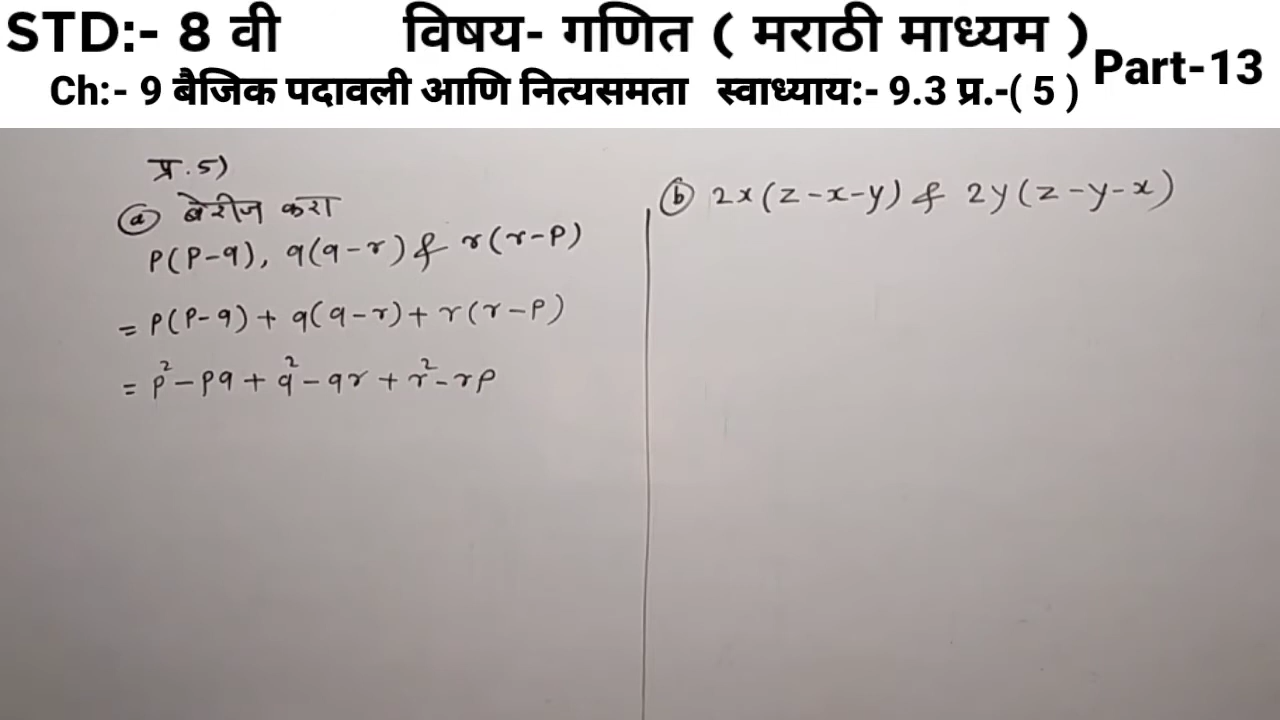 STD:- 8 वी विषय- गणित ( मराठी माध्यम )
Part-13
Ch:- 9 बैजिक पदावली आणि नित्यसमता स्वाध्याय:- 9.3 प्र.-( 5 )
प्र.5)
ⓐ बेरीज करा
p(p-q), q(q-r) & r(r-p)
= p(p-q) + q(q-r) + r(r-p)
= p² - pq + q² - qr + r² - rp
ⓑ 2x(z-x-y) & 2y(z-y-x)